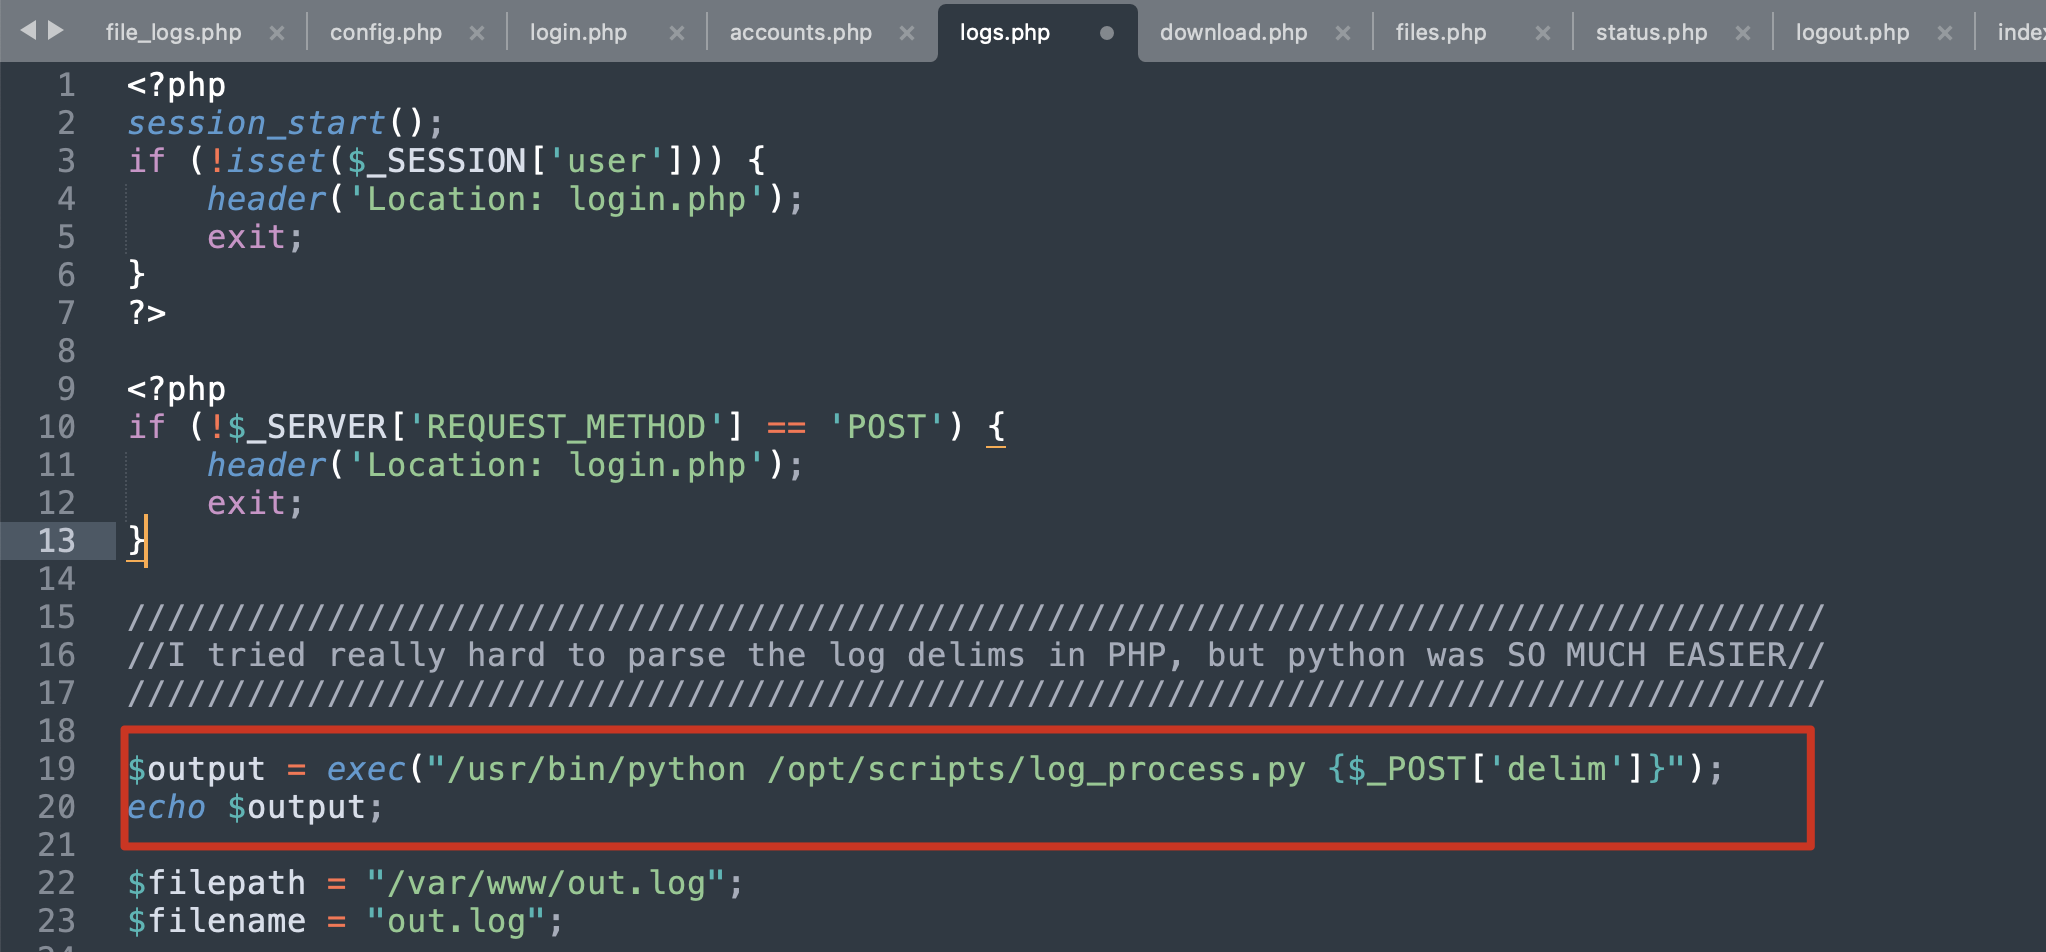 file_logs.php × config.php × login.php × accounts.php × logs.php download.php × files.php × status.php × logout.php ×
1 <?php
2 session_start();
3 if (!isset($_SESSION['user'])) {
4 header('Location: login.php');
5 exit;
6 }
7 ?>
8
9 <?php
10 if (!$_SERVER['REQUEST_METHOD'] == 'POST') {
11 header('Location: login.php');
12 exit;
13 }
14
15 /////////////////////////////////////////////////////////////////////////////////////
16 //I tried really hard to parse the log delims in PHP, but python was SO MUCH EASIER//
17 /////////////////////////////////////////////////////////////////////////////////////
18
19 $output = exec("/usr/bin/python /opt/scripts/log_process.py {$_POST['delim']}");
20 echo $output;
21
22 $filepath = "/var/www/out.log";
23 $filename = "out.log";